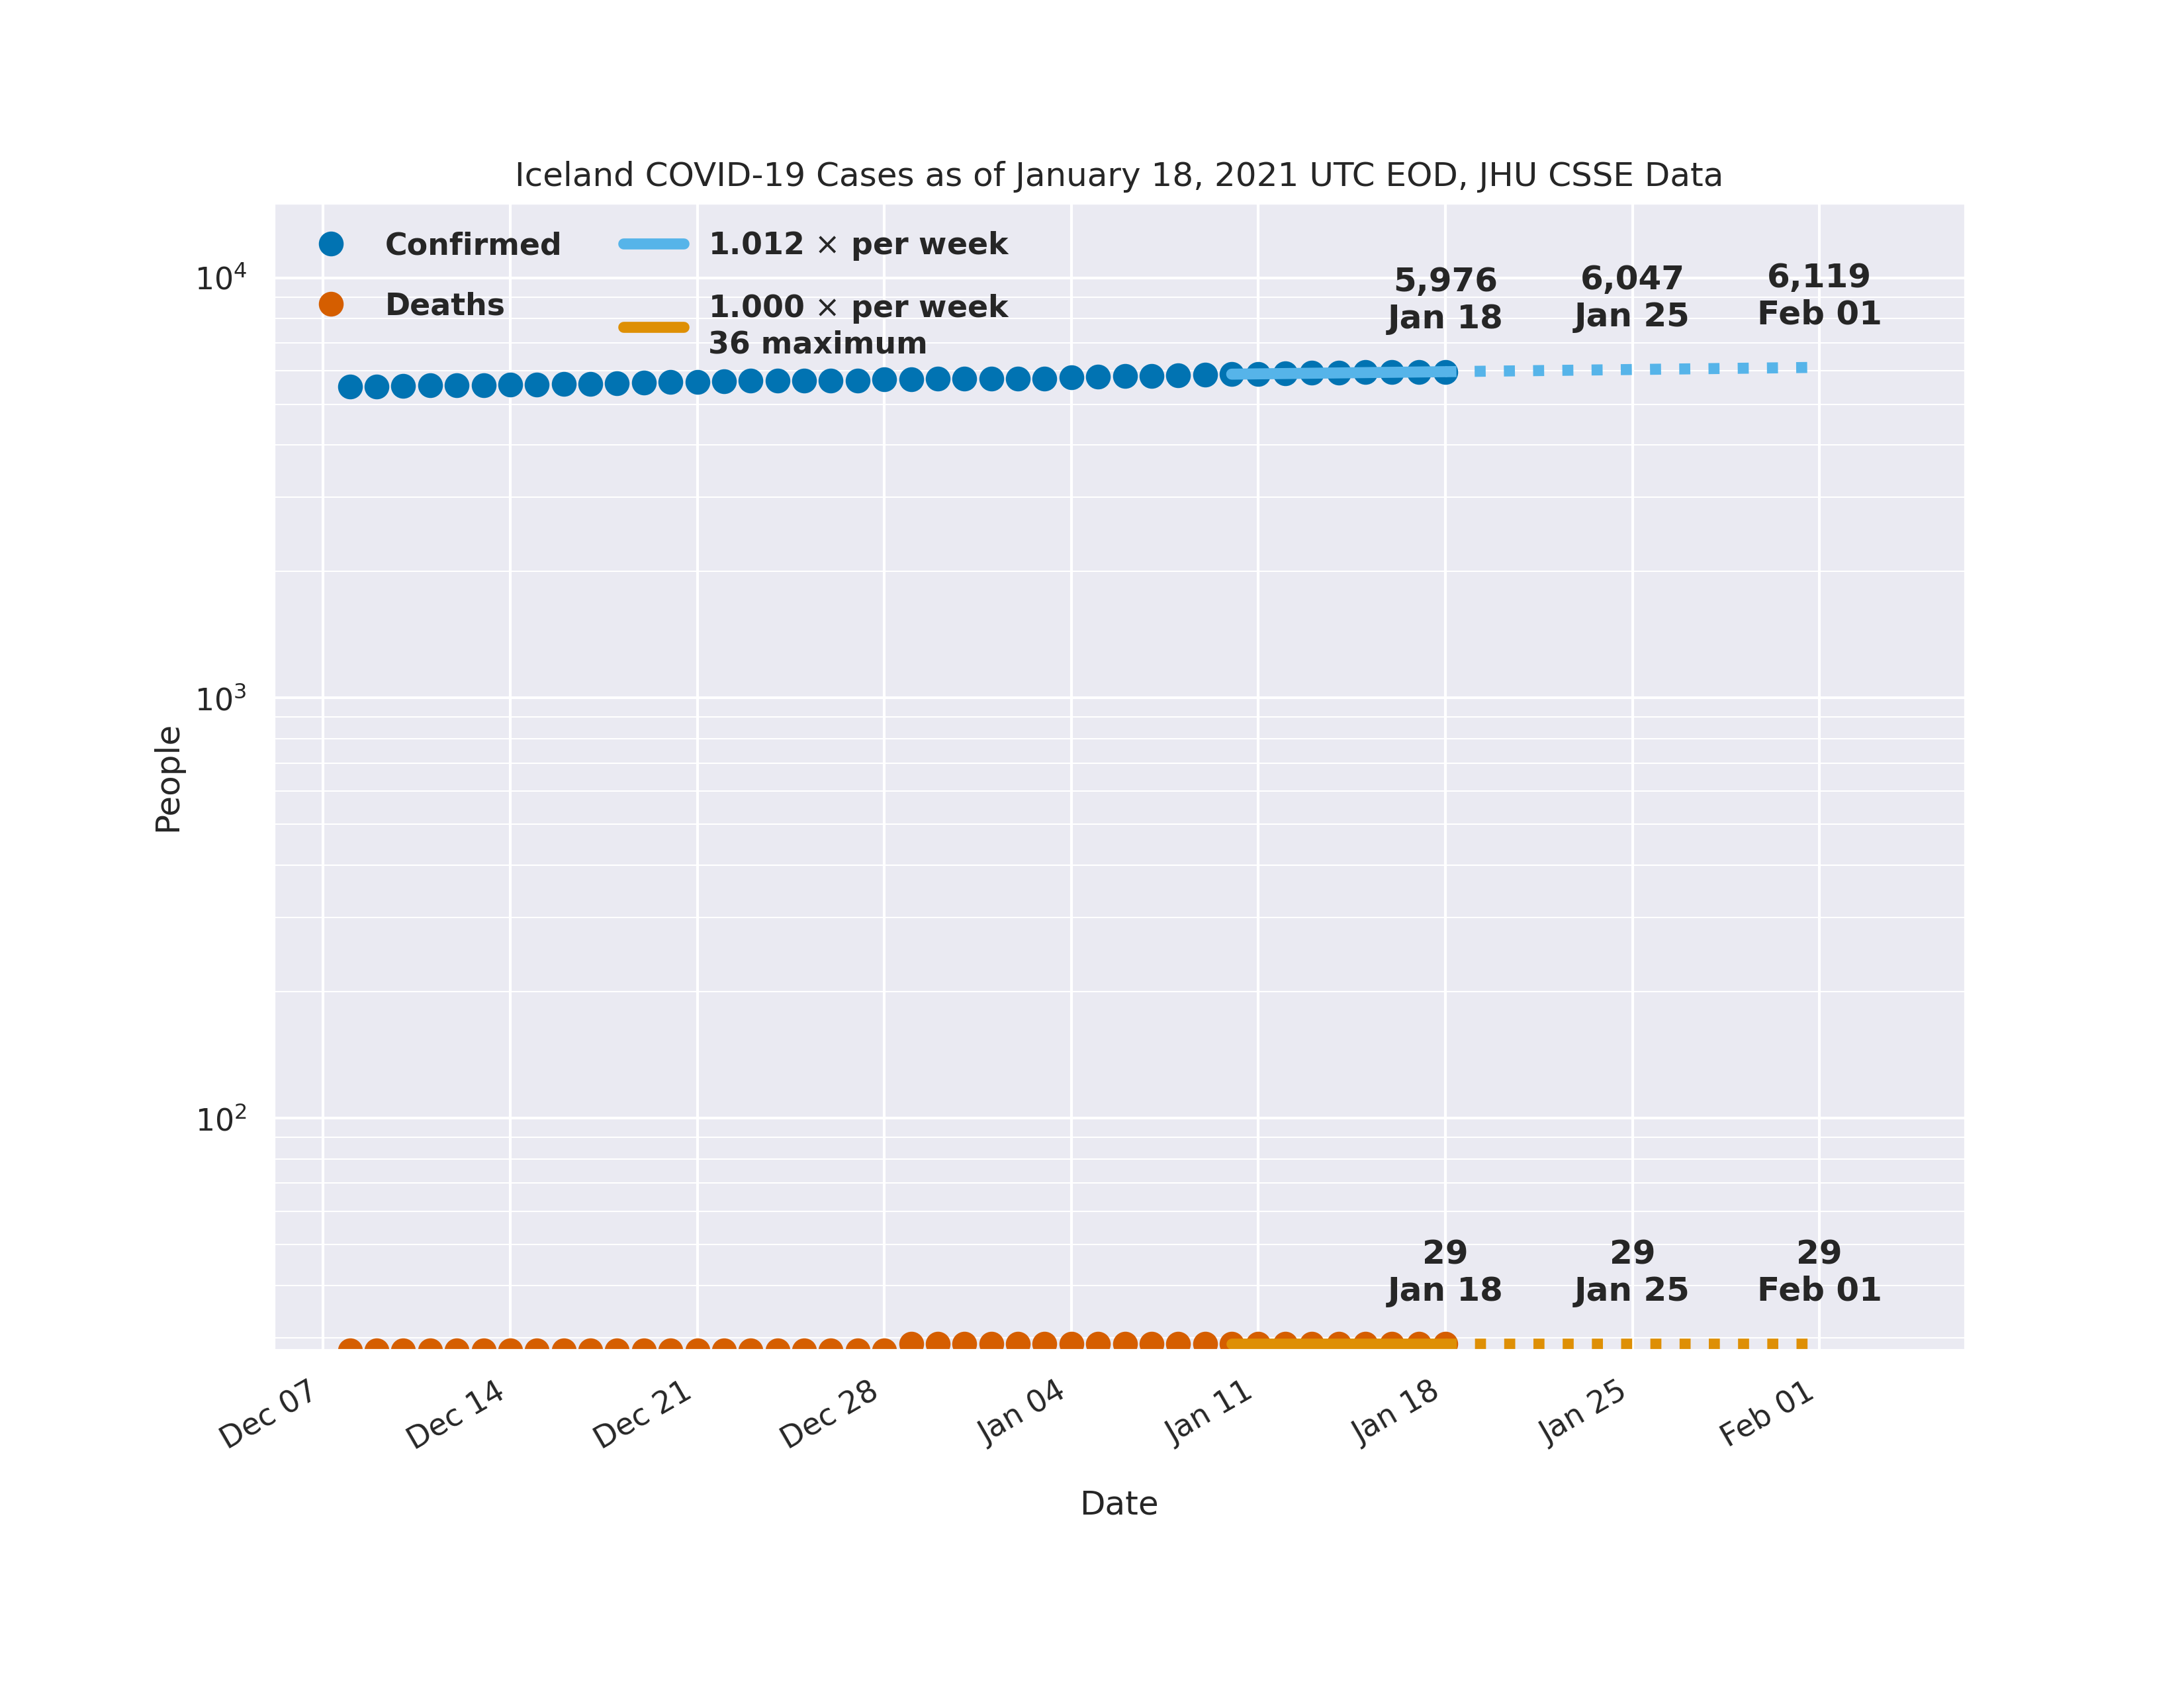 Iceland COVID-19 Cases as of January 18, 2021 UTC EOD, JHU CSSE Data
Confirmed
Deaths
1.012 × per week
1.000 × per week
36 maximum
5,976
Jan 18
6,047
Jan 25
6,119
Feb 01
10⁴
10³
10²
People
29
Jan 18
29
Jan 25
29
Feb 01
Dec 07
Dec 14
Dec 21
Dec 28
Jan 04
Jan 11
Jan 18
Jan 25
Feb 01
Date